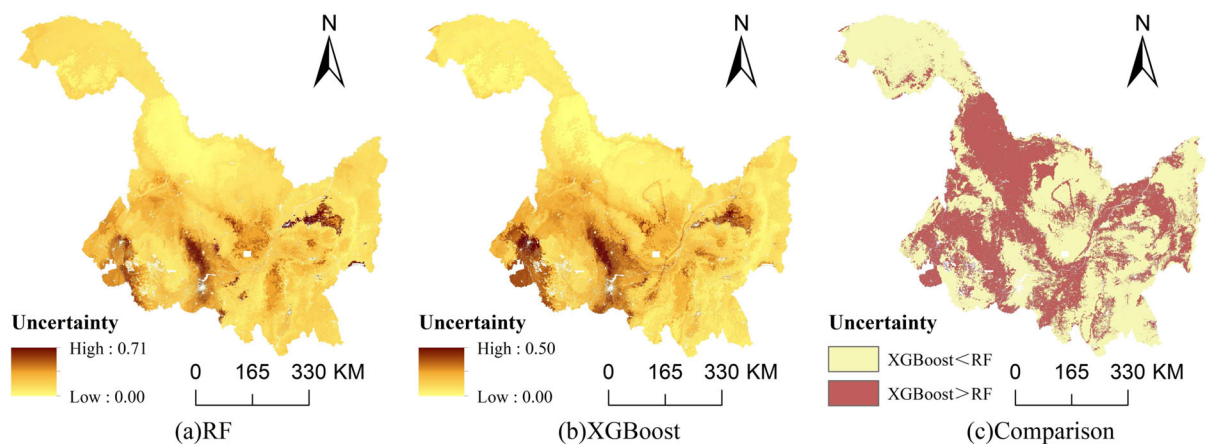 N
N
N
Uncertainty
High : 0.71
Low : 0.00
0 165 330 KM
(a)RF
Uncertainty
High : 0.50
Low : 0.00
0 165 330 KM
(b)XGBoost
Uncertainty
XGBoost<RF
XGBoost>RF
0 165 330 KM
(c)Comparison